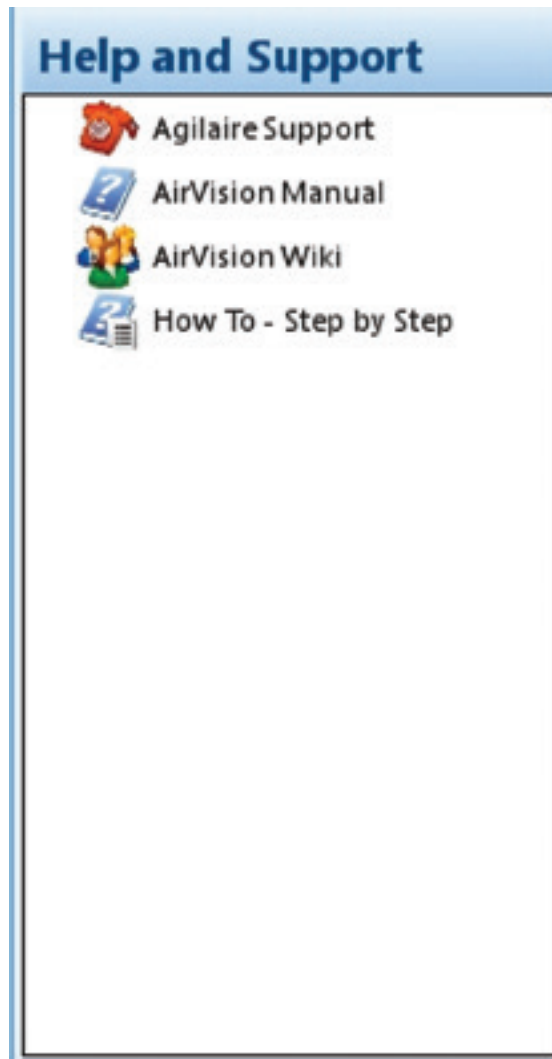 Help and Support
Agilaire Support
AirVision Manual
AirVision Wiki
How To - Step by Step